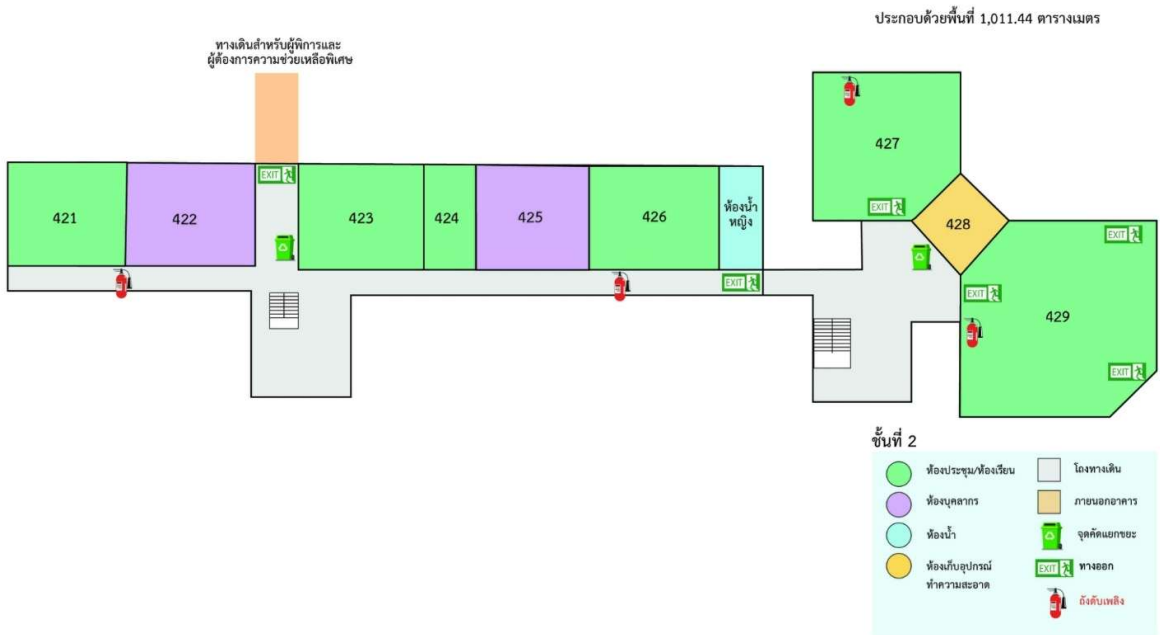 ประกอบด้วยพื้นที่ 1,011.44 ตารางเมตร
ทางเดินสำหรับผู้พิการและ
ผู้ต้องการความช่วยเหลือพิเศษ
427
EXIT
421
422
423
424
425
426
ห้องน้ำ
หญิง
EXIT
428
EXIT
EXIT
EXIT
429
EXIT
ชั้นที่ 2
ห้องประชุม/ห้องเรียน
โถงทางเดิน
ห้องบุคลากร
ภายนอกอาคาร
ห้องน้ำ
จุดคัดแยกขยะ
ห้องเก็บอุปกรณ์
ทำความสะอาด
EXIT ทางออก
ถังดับเพลิง